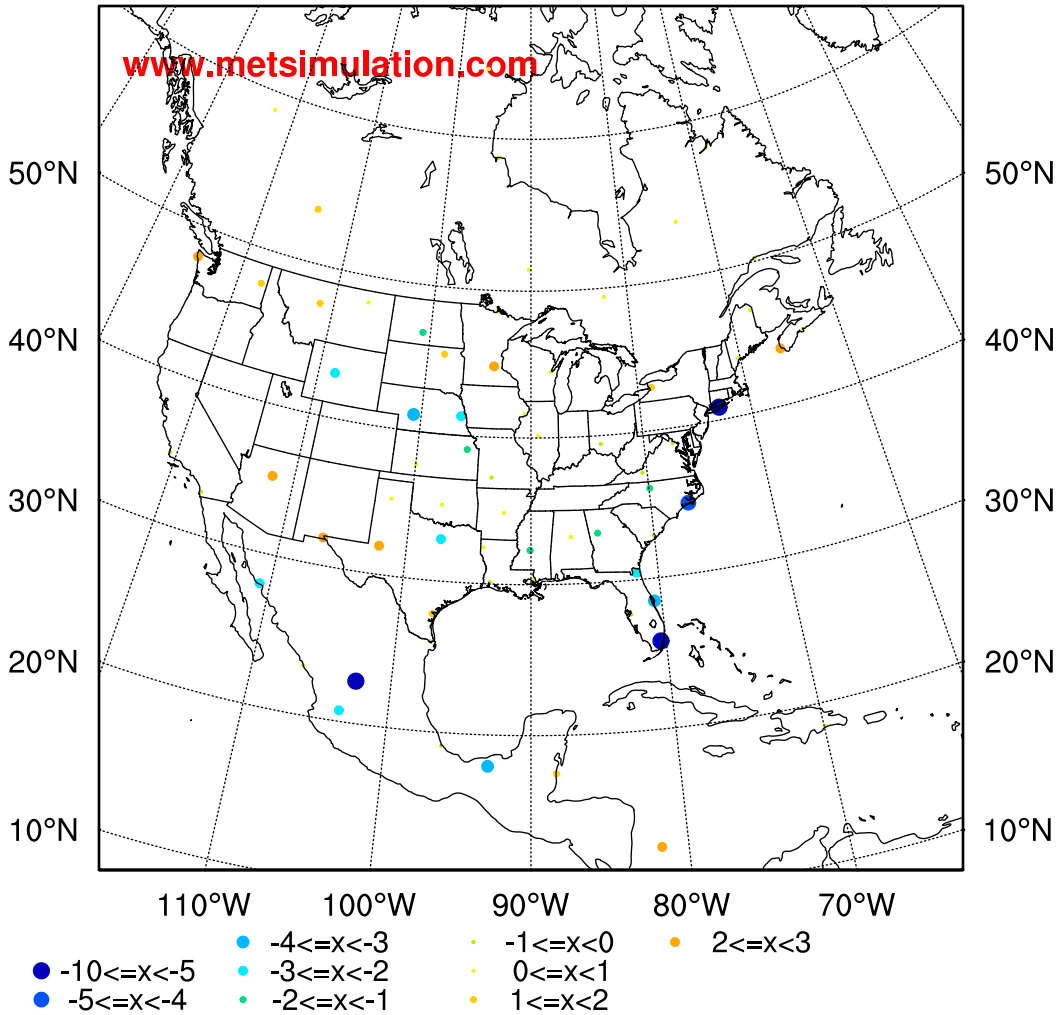 www.metsimulation.com
50°N 50°N
40°N 40°N
30°N 30°N
20°N 20°N
10°N 10°N
110°W 100°W 90°W 80°W 70°W
-4<=x<-3 -1<=x<0 2<=x<3
-10<=x<-5 -3<=x<-2 0<=x<1
-5<=x<-4 -2<=x<-1 1<=x<2